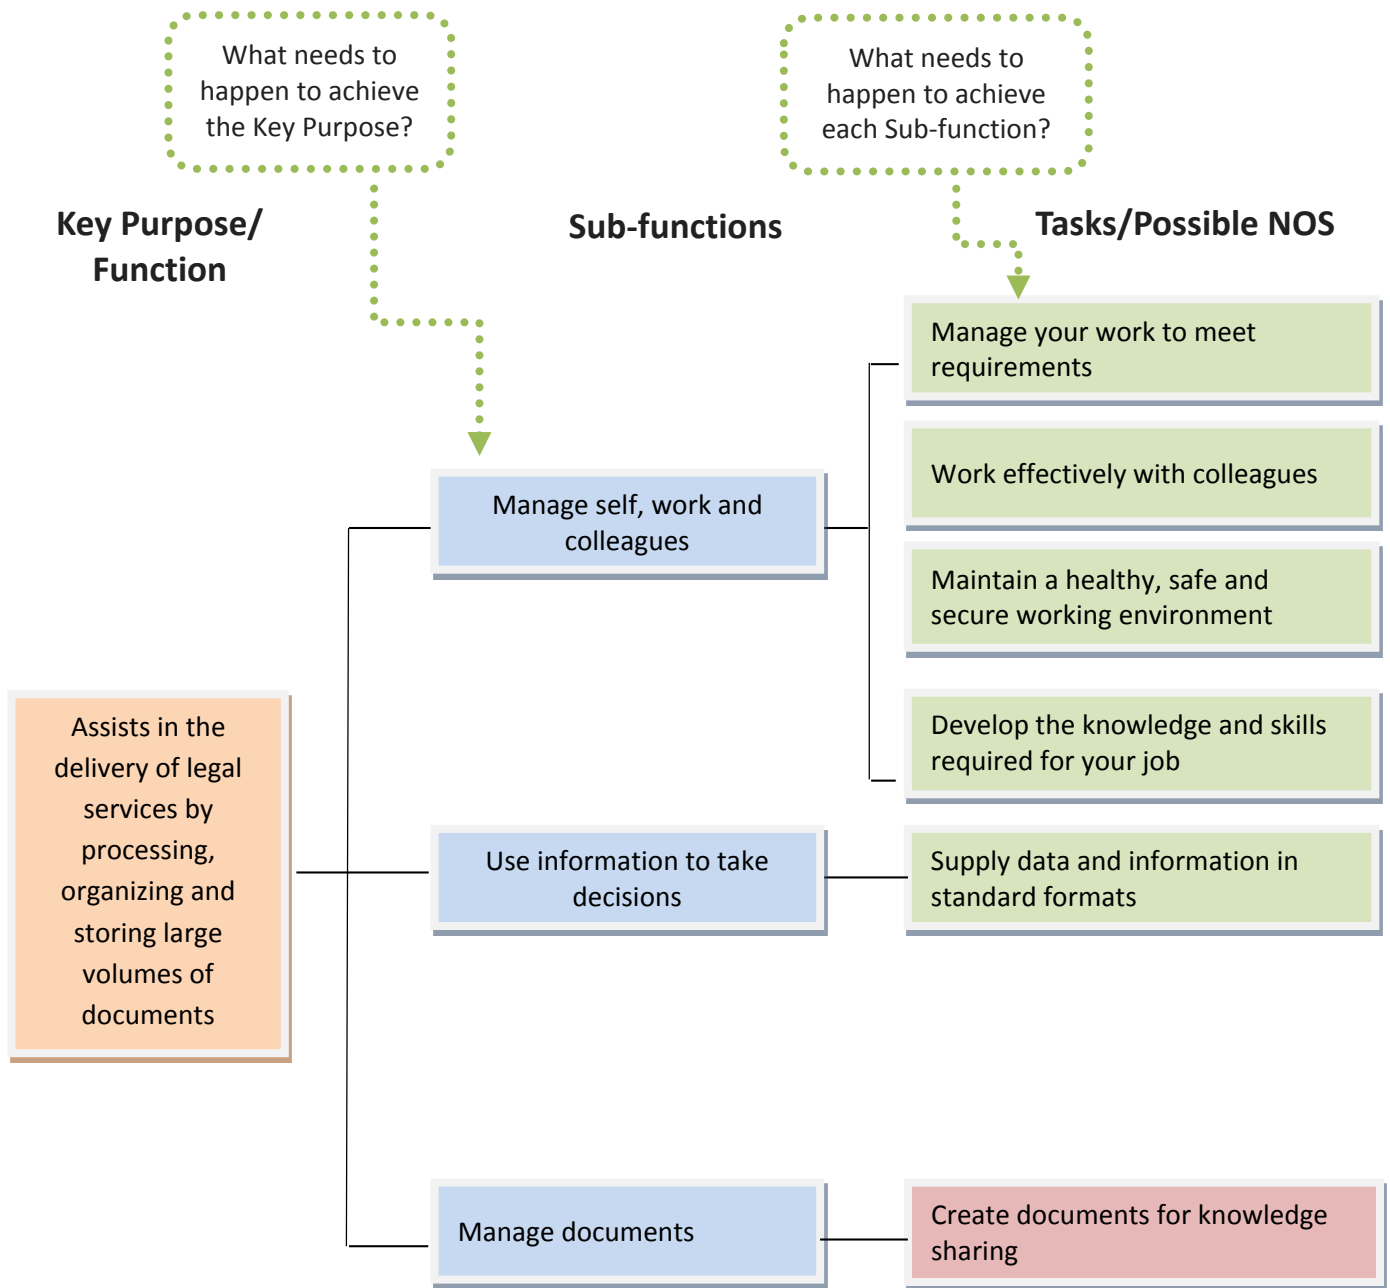 What needs to
happen to achieve
the Key Purpose?
What needs to
happen to achieve
each Sub-function?
Key Purpose/
Function
Sub-functions
Tasks/Possible NOS
Manage your work to meet
requirements
Work effectively with colleagues
Manage self, work and
colleagues
Maintain a healthy, safe and
secure working environment
Develop the knowledge and skills
required for your job
Assists in the
delivery of legal
services by
processing,
organizing and
storing large
volumes of
documents
Use information to take
decisions
Supply data and information in
standard formats
Manage documents
Create documents for knowledge
sharing